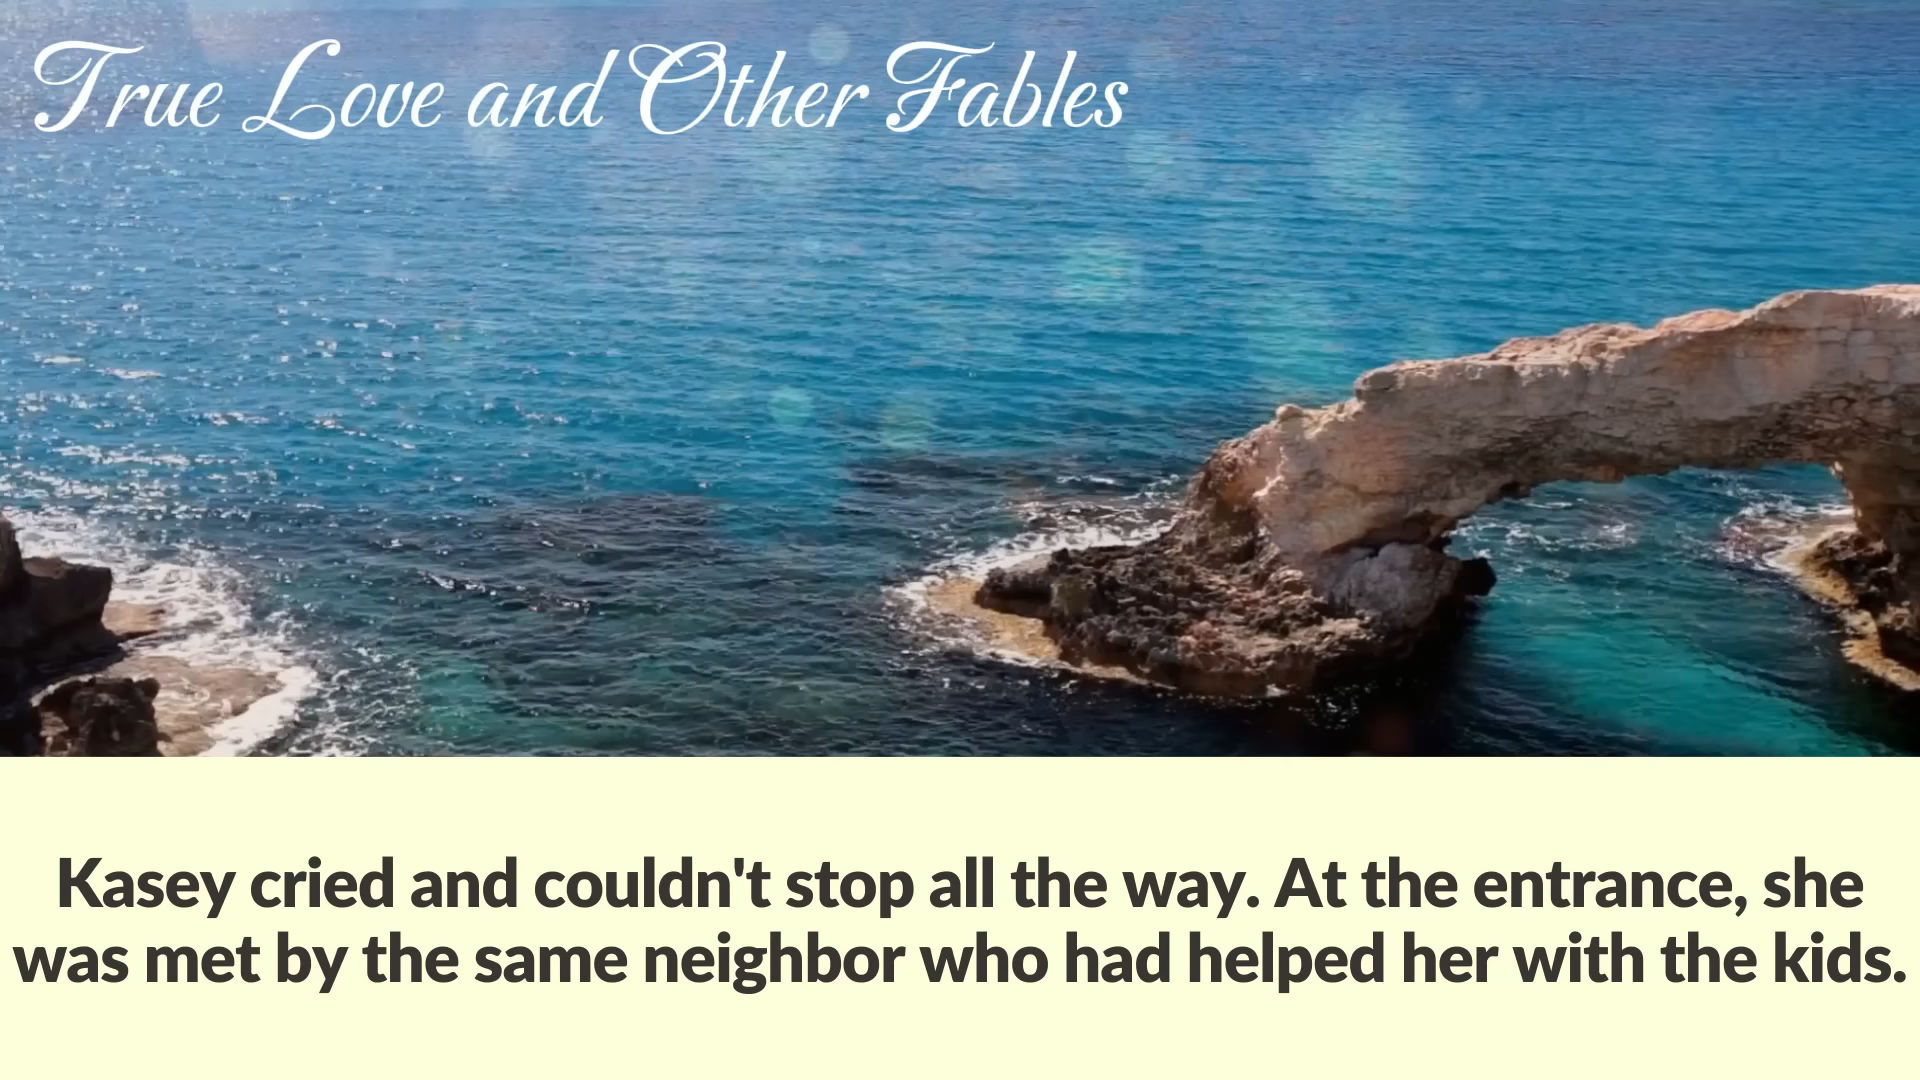 True Love and Other Fables
Kasey cried and couldn't stop all the way. At the entrance, she
was met by the same neighbor who had helped her with the kids.